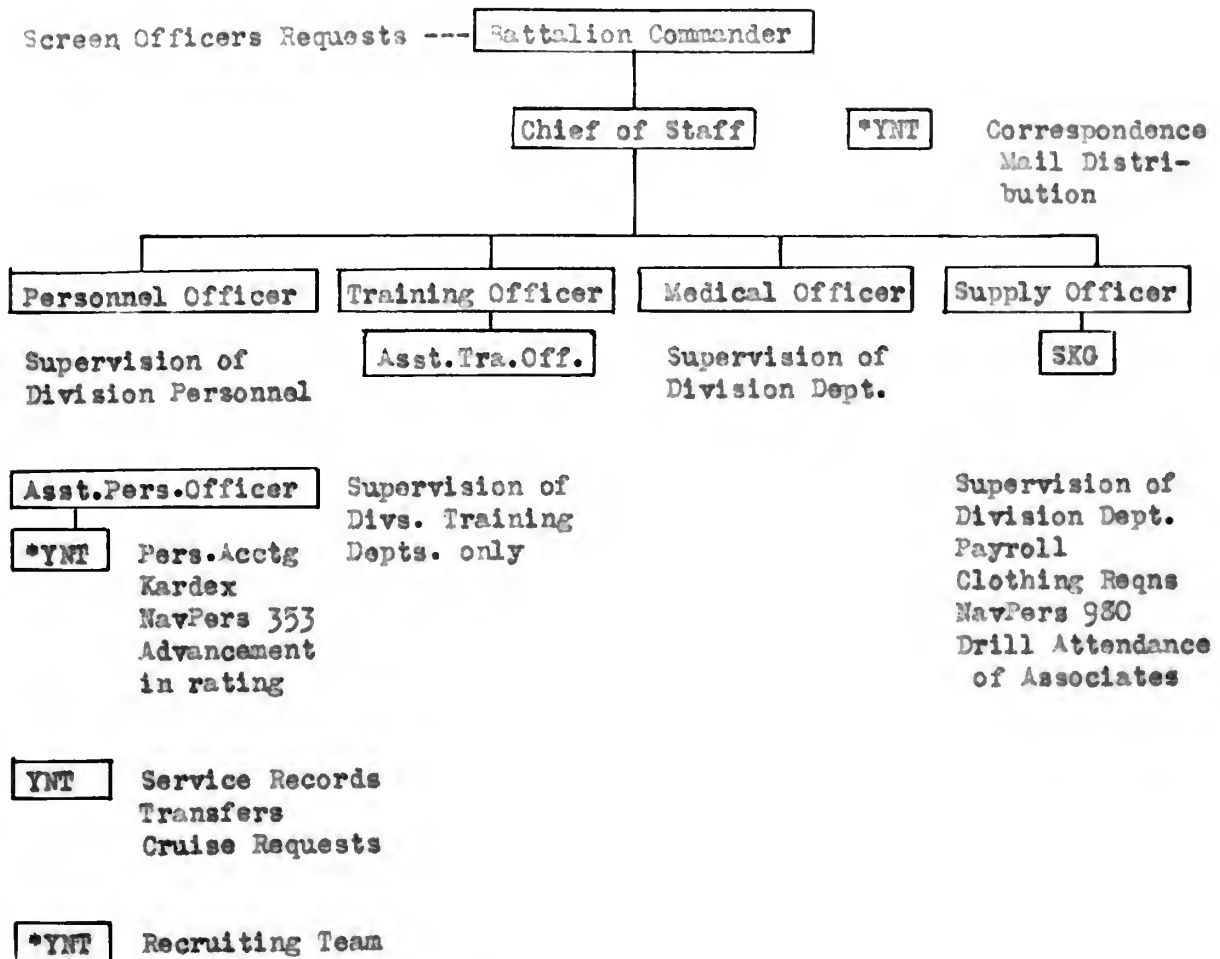 Screen Officers Requests --- Battalion Commander
Chief of Staff
*YNT
Correspondence
Mail Distri-
bution
Personnel Officer
Training Officer
Medical Officer
Supply Officer
Supervision of
Division Personnel
Asst.Tra.Off.
Supervision of
Division Dept.
SKG
Asst.Pers.Officer
Supervision of
Divs. Training
Depts. only
Supervision of
Division Dept.
Payroll
Clothing Reqns
NavPers 980
Drill Attendance
of Associates
*YNT
Pers.Acctg
Kardex
NavPers 353
Advancement
in rating
YNT
Service Records
Transfers
Cruise Requests
*YNT
Recruiting Team